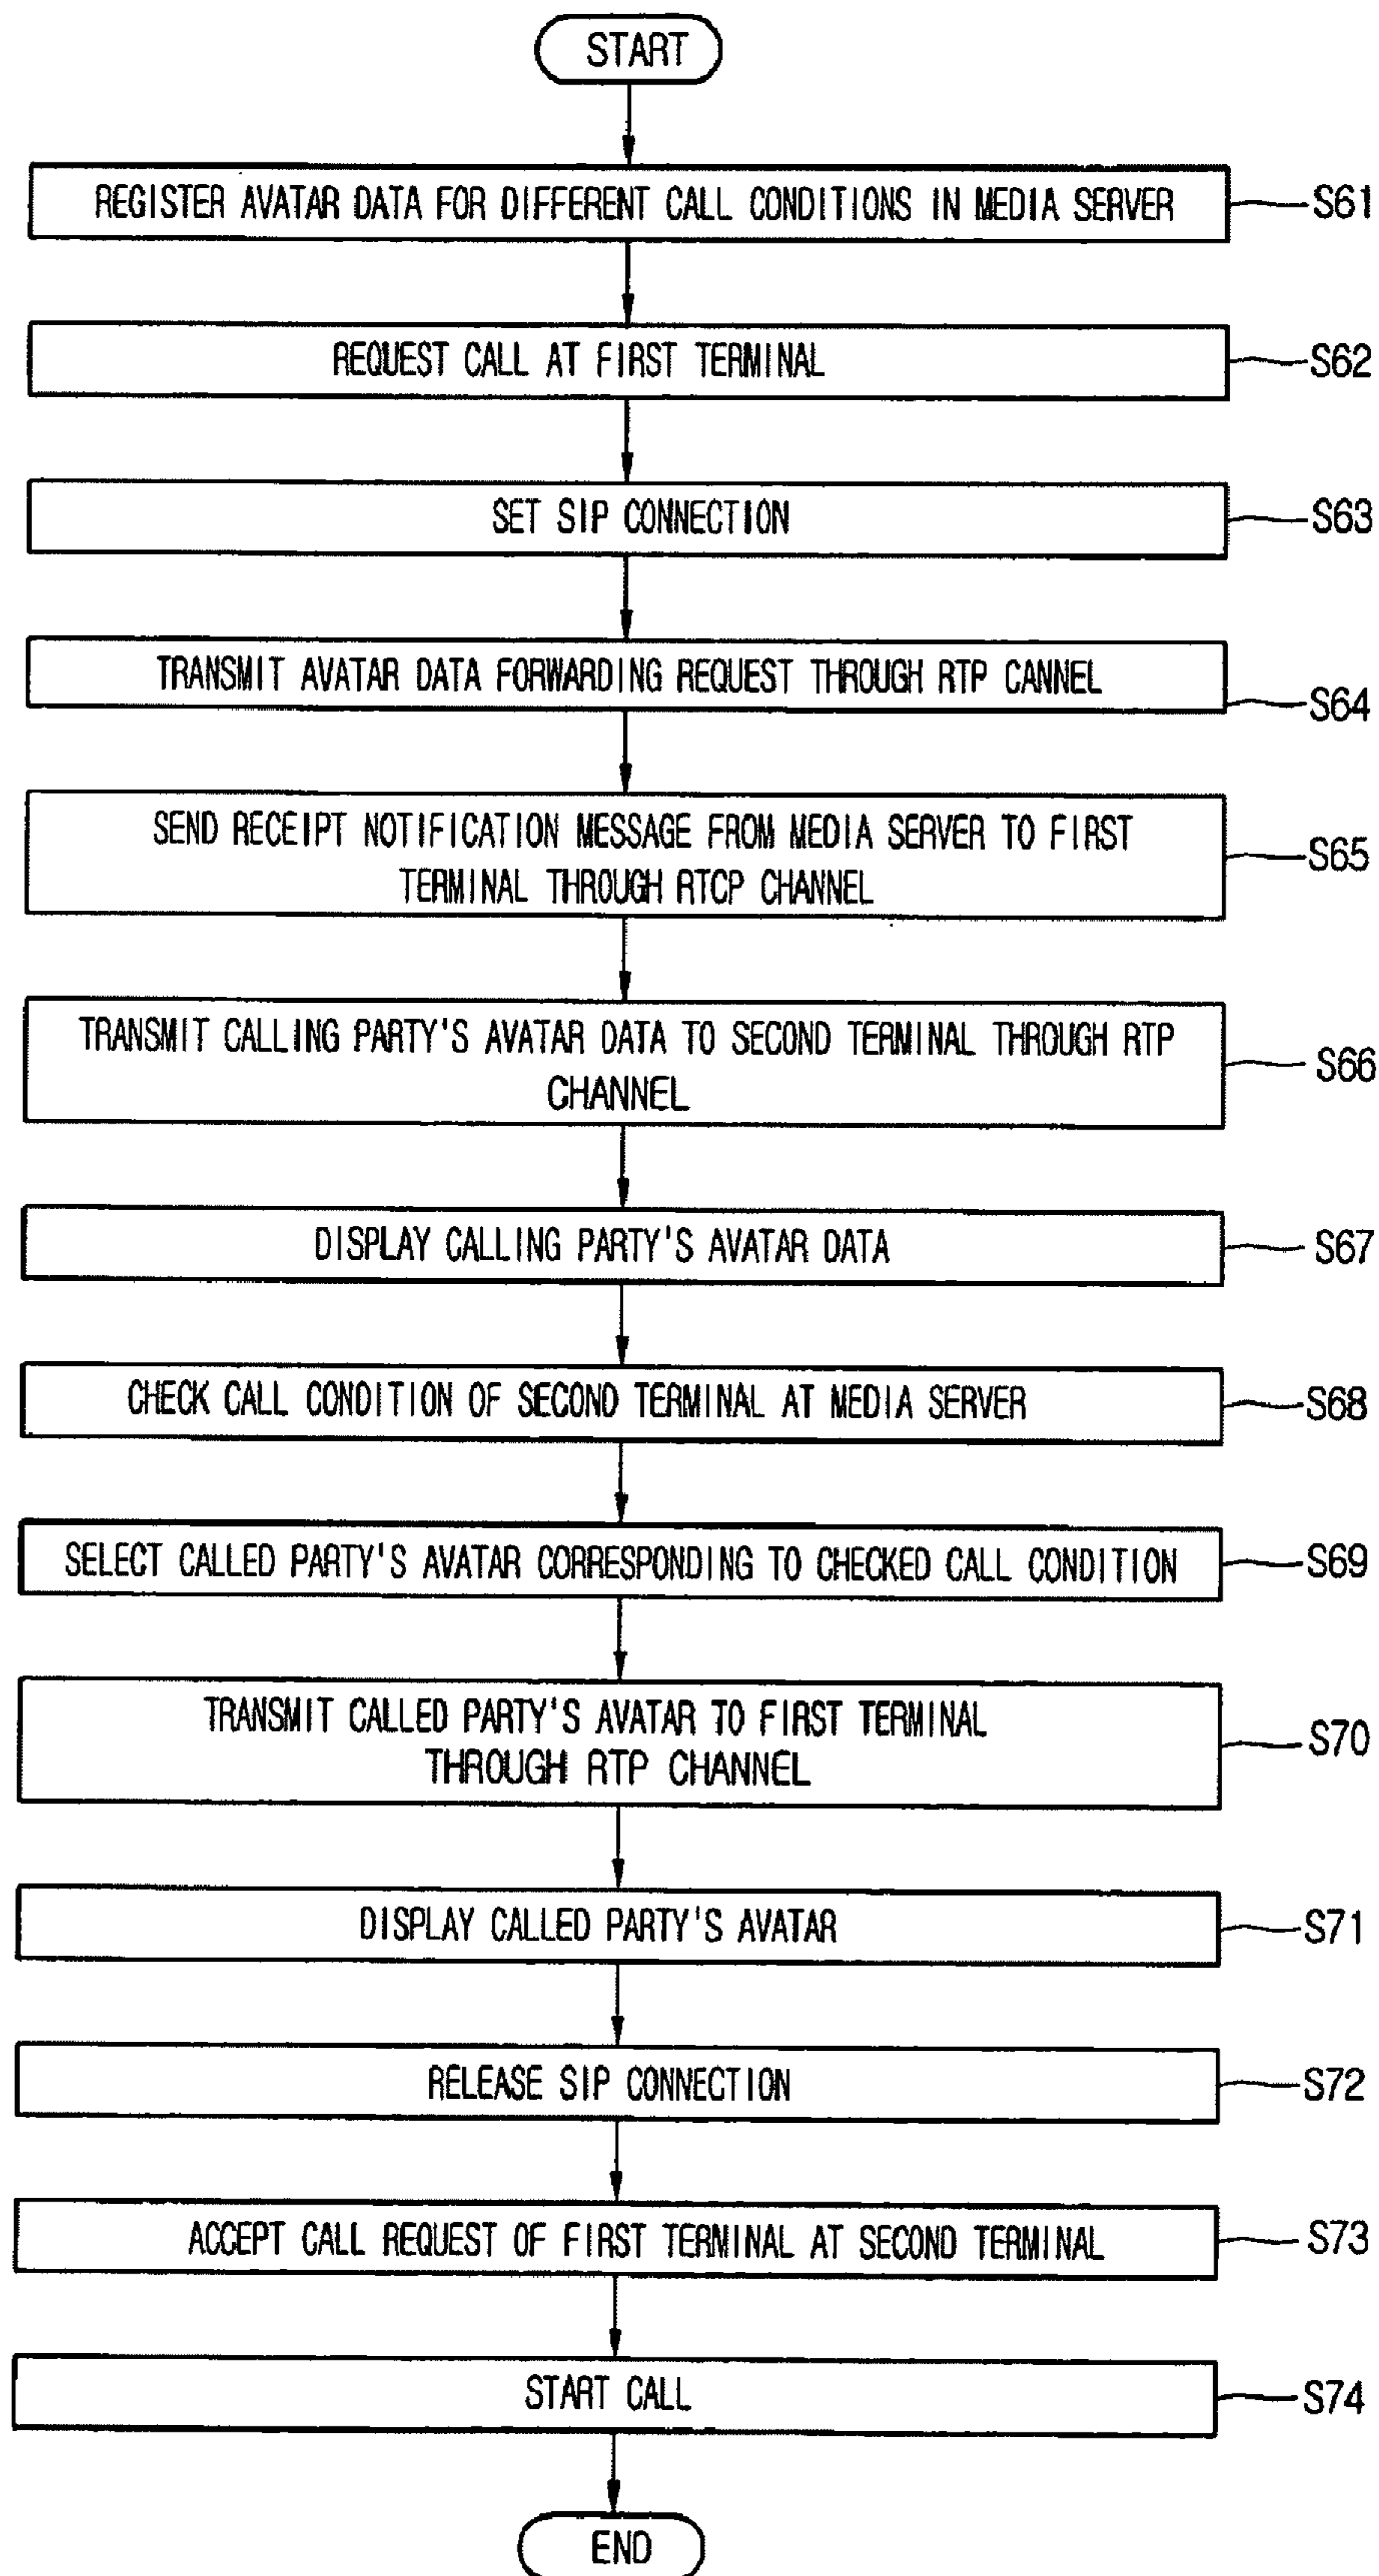 START
REGISTER AVATAR DATA FOR DIFFERENT CALL CONDITIONS IN MEDIA SERVER
S61
REQUEST CALL AT FIRST TERMINAL
S62
SET SIP CONNECTION
S63
TRANSMIT AVATAR DATA FORWARDING REQUEST THROUGH RTP CANNEL
S64
SEND RECEIPT NOTIFICATION MESSAGE FROM MEDIA SERVER TO FIRST
TERMINAL THROUGH RTCP CHANNEL
S65
TRANSMIT CALLING PARTY'S AVATAR DATA TO SECOND TERMINAL THROUGH RTP
CHANNEL
S66
DISPLAY CALLING PARTY'S AVATAR DATA
S67
CHECK CALL CONDITION OF SECOND TERMINAL AT MEDIA SERVER
S68
SELECT CALLED PARTY'S AVATAR CORRESPONDING TO CHECKED CALL CONDITION
S69
TRANSMIT CALLED PARTY'S AVATAR TO FIRST TERMINAL
THROUGH RTP CHANNEL
S70
DISPLAY CALLED PARTY'S AVATAR
S71
RELEASE SIP CONNECTION
S72
ACCEPT CALL REQUEST OF FIRST TERMINAL AT SECOND TERMINAL
S73
START CALL
S74
END